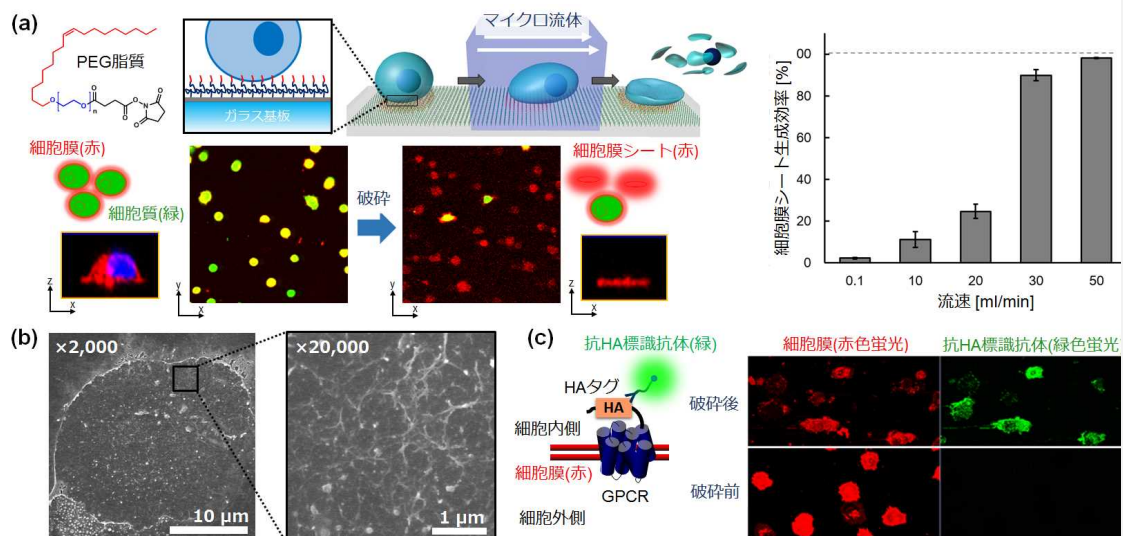 (a)
PEG脂質
ガラス基板
マイクロ流体
細胞膜(赤)
細胞質(緑)
破砕
細胞膜シート(赤)
z
x
y
x
y
x
z
x
細胞膜シート生成効率 [%]
00
80
60
40
20
0
0.1 10 20 30 50
流速 [ml/min]
(b)
×2,000
10 μm
×20,000
1 μm
(c)
抗HA標識抗体(緑)
HAタグ
HA
細胞内側
細胞膜(赤)
GPCR
細胞外側
細胞膜(赤色蛍光)
抗HA標識抗体(緑色蛍光
破砕後
破砕前